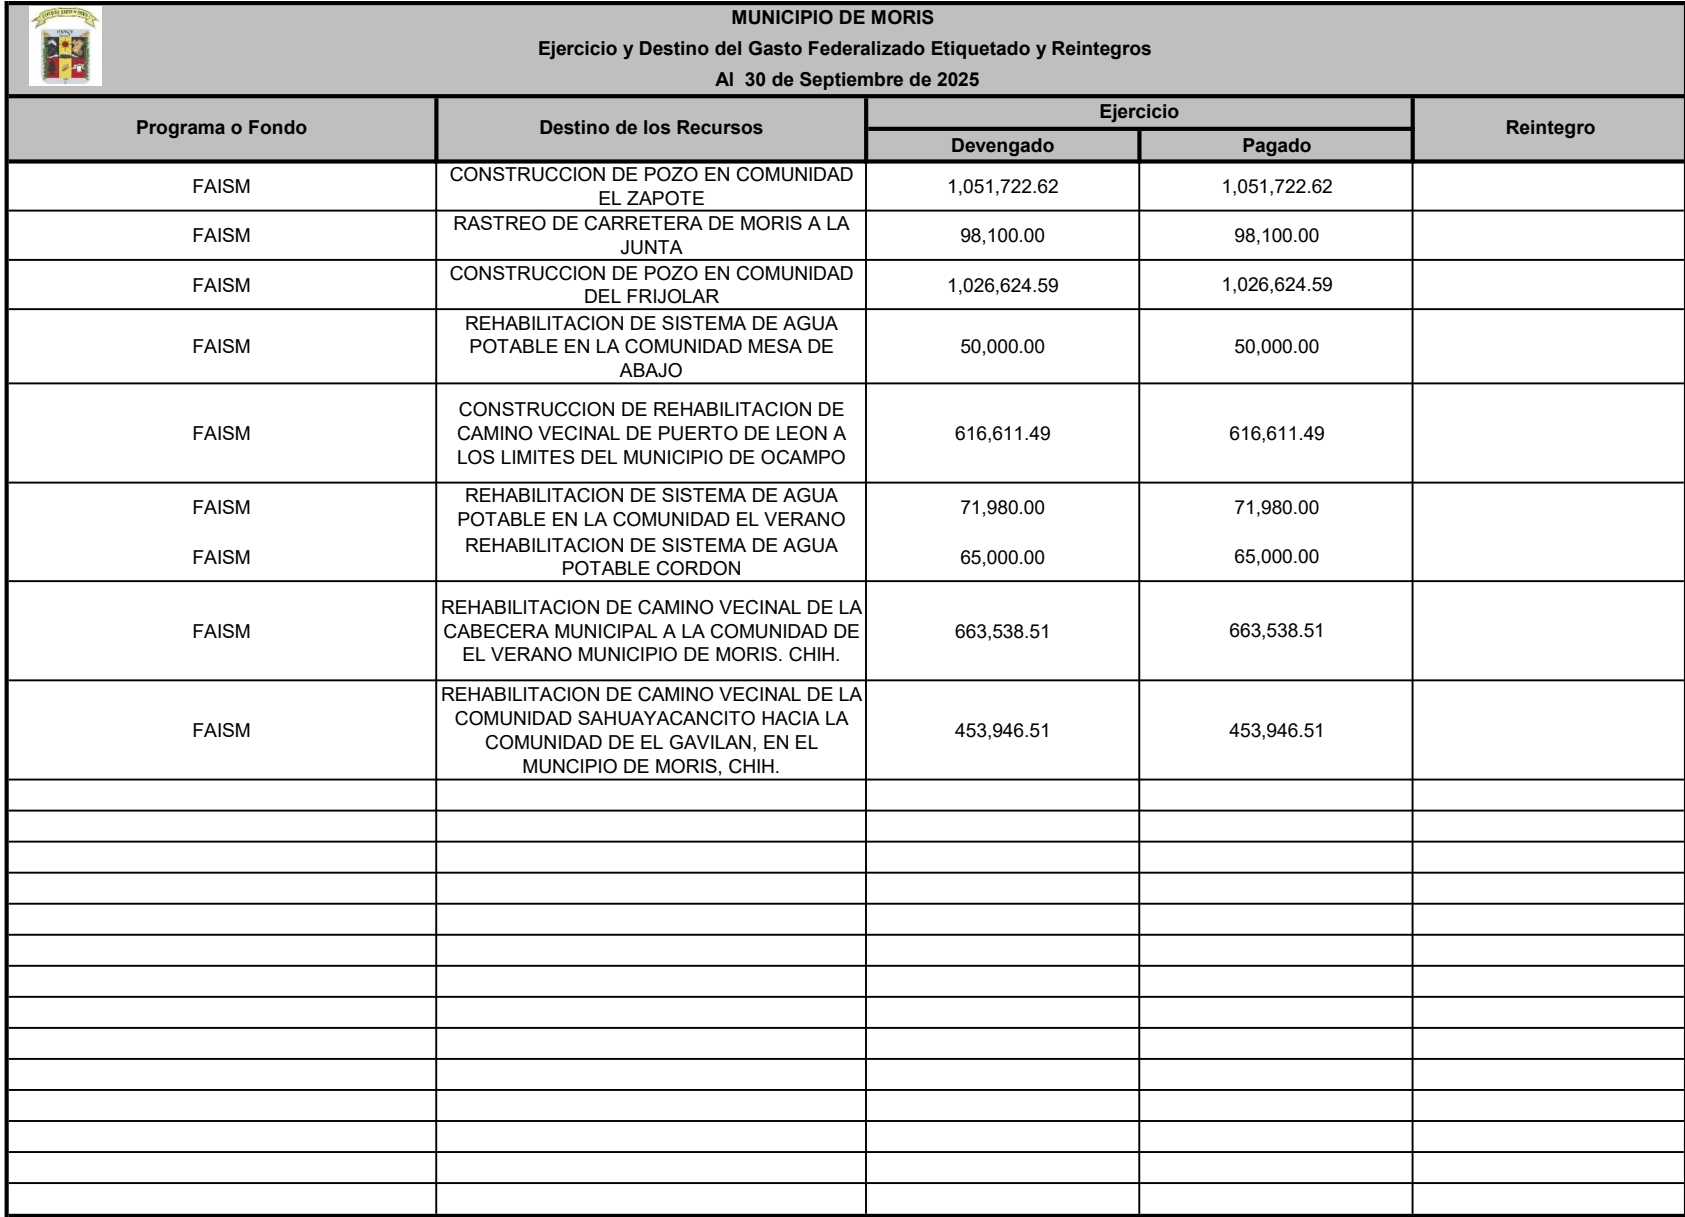 MUNICIPIO DE MORIS
Ejercicio y Destino del Gasto Federalizado Etiquetado y Reintegros
Al 30 de Septiembre de 2025
Programa o Fondo
Destino de los Recursos
Ejercicio
Reintegro
Devengado
Pagado
FAISM
CONSTRUCCION DE POZO EN COMUNIDAD
EL ZAPOTE
1,051,722.62
1,051,722.62
FAISM
RASTREO DE CARRETERA DE MORIS A LA
JUNTA
98,100.00
98,100.00
FAISM
CONSTRUCCION DE POZO EN COMUNIDAD
DEL FRIJOLAR
1,026,624.59
1,026,624.59
FAISM
REHABILITACION DE SISTEMA DE AGUA
POTABLE EN LA COMUNIDAD MESA DE
ABAJO
50,000.00
50,000.00
FAISM
CONSTRUCCION DE REHABILITACION DE
CAMINO VECINAL DE PUERTO DE LEON A
LOS LIMITES DEL MUNICIPIO DE OCAMPO
616,611.49
616,611.49
FAISM
REHABILITACION DE SISTEMA DE AGUA
POTABLE EN LA COMUNIDAD EL VERANO
71,980.00
71,980.00
FAISM
REHABILITACION DE SISTEMA DE AGUA
POTABLE CORDON
65,000.00
65,000.00
FAISM
REHABILITACION DE CAMINO VECINAL DE LA
CABECERA MUNICIPAL A LA COMUNIDAD DE
EL VERANO MUNICIPIO DE MORIS. CHIH.
663,538.51
663,538.51
FAISM
REHABILITACION DE CAMINO VECINAL DE LA
COMUNIDAD SAHUAYACANCITO HACIA LA
COMUNIDAD DE EL GAVILAN, EN EL
MUNCIPIO DE MORIS, CHIH.
453,946.51
453,946.51